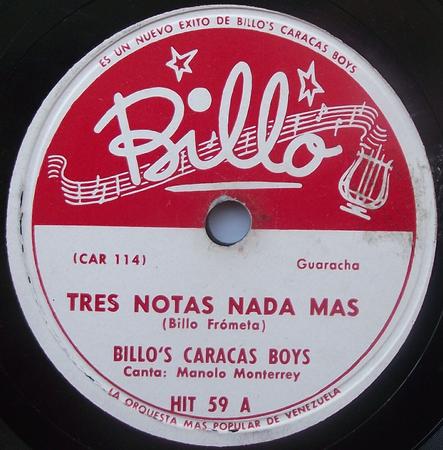 ES UN NUEVO EXITO DE BILLO'S CARACAS BOYS
Billo
(CAR 114)
Guaracha
TRES NOTAS NADA MAS
(Billo Frómeta)
BILLO'S CARACAS BOYS
Canta: Manolo Monterrey
HIT 59 A
LA ORQUESTA MAS POPULAR DE VENEZUELA